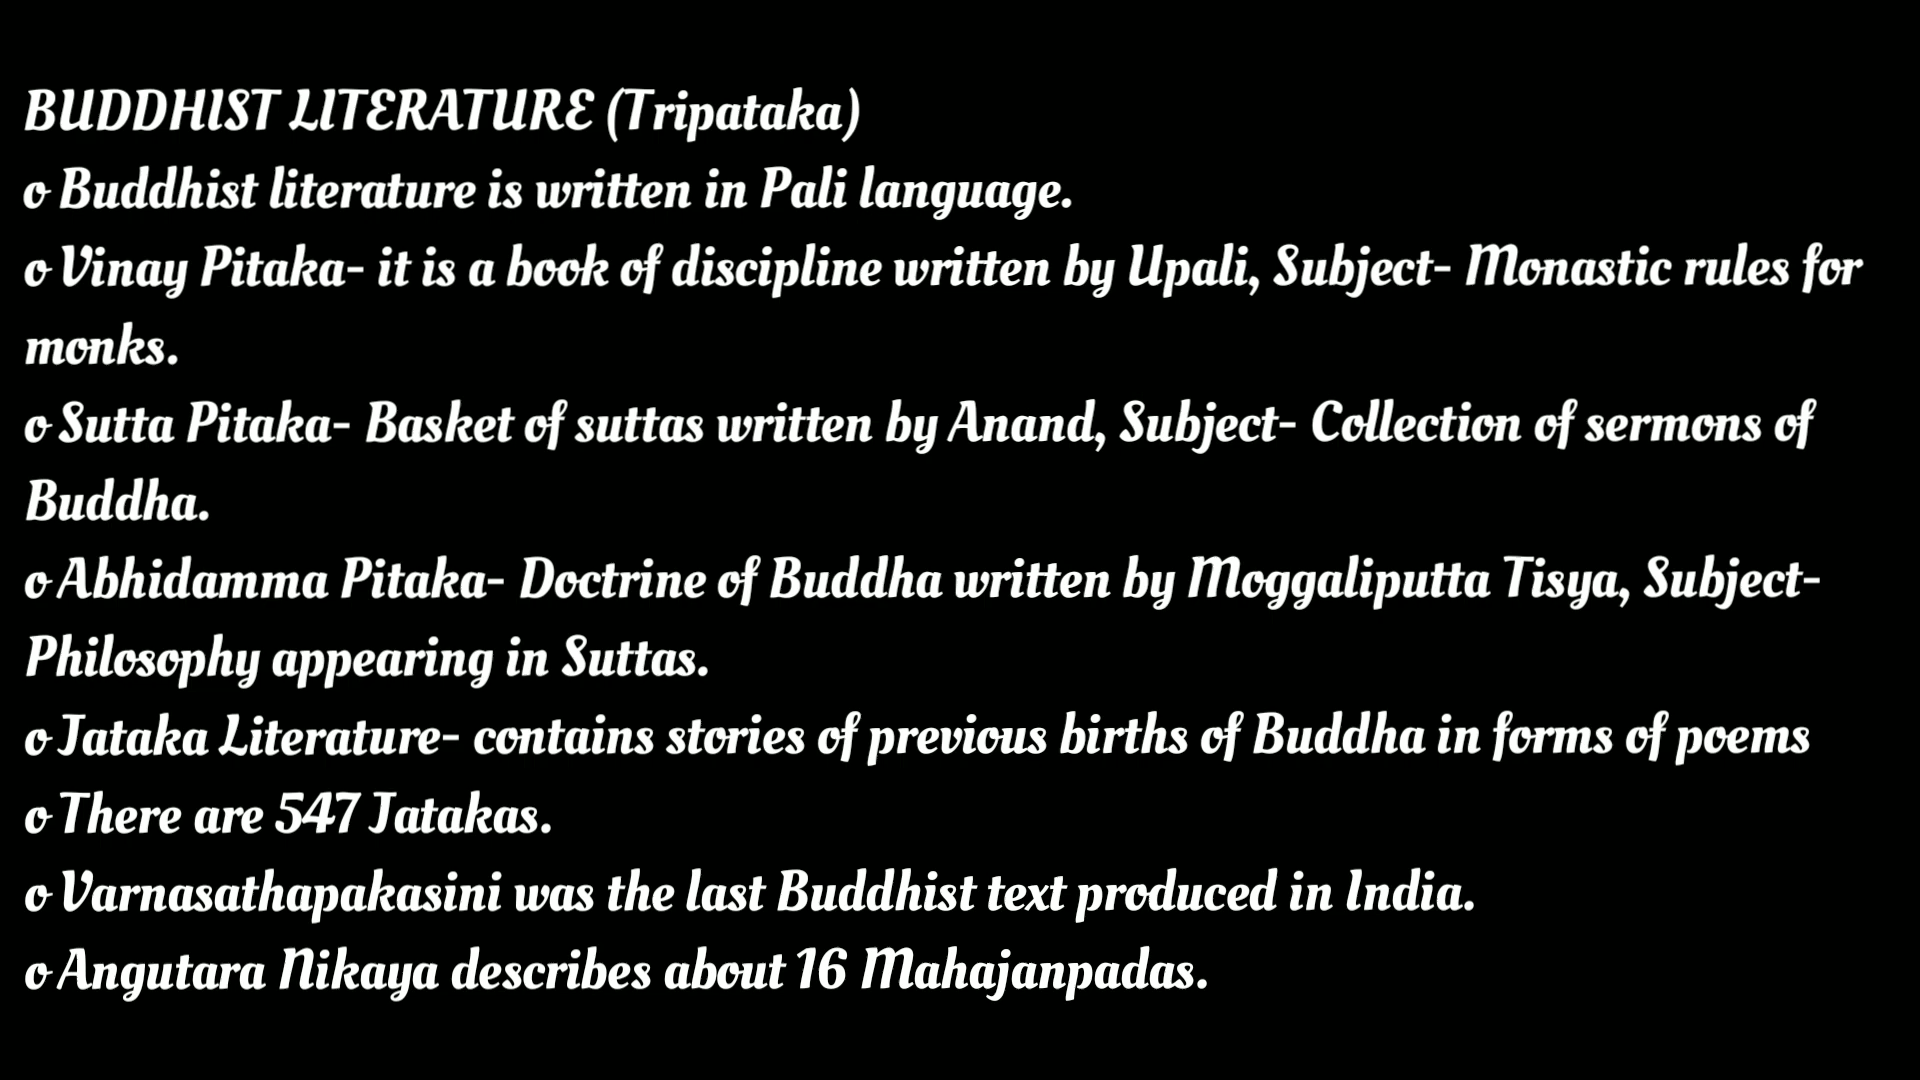 BUDDHIST LITERATURE (Tripataka)
o Buddhist literature is written in Pali language.
o Vinay Pitaka- it is a book of discipline written by Upali, Subject- Monastic rules for
monks.
o Sutta Pitaka- Basket of suttas written by Anand, Subject- Collection of sermons of
Buddha.
o Abhidamma Pitaka- Doctrine of Buddha written by Moggaliputta Tisya, Subject-
Philosophy appearing in Suttas.
o Jataka Literature- contains stories of previous births of Buddha in forms of poems
o There are 547 Jatakas.
o Varnasathapakasini was the last Buddhist text produced in India.
o Angutara Nikaya describes about 16 Mahajanpadas.